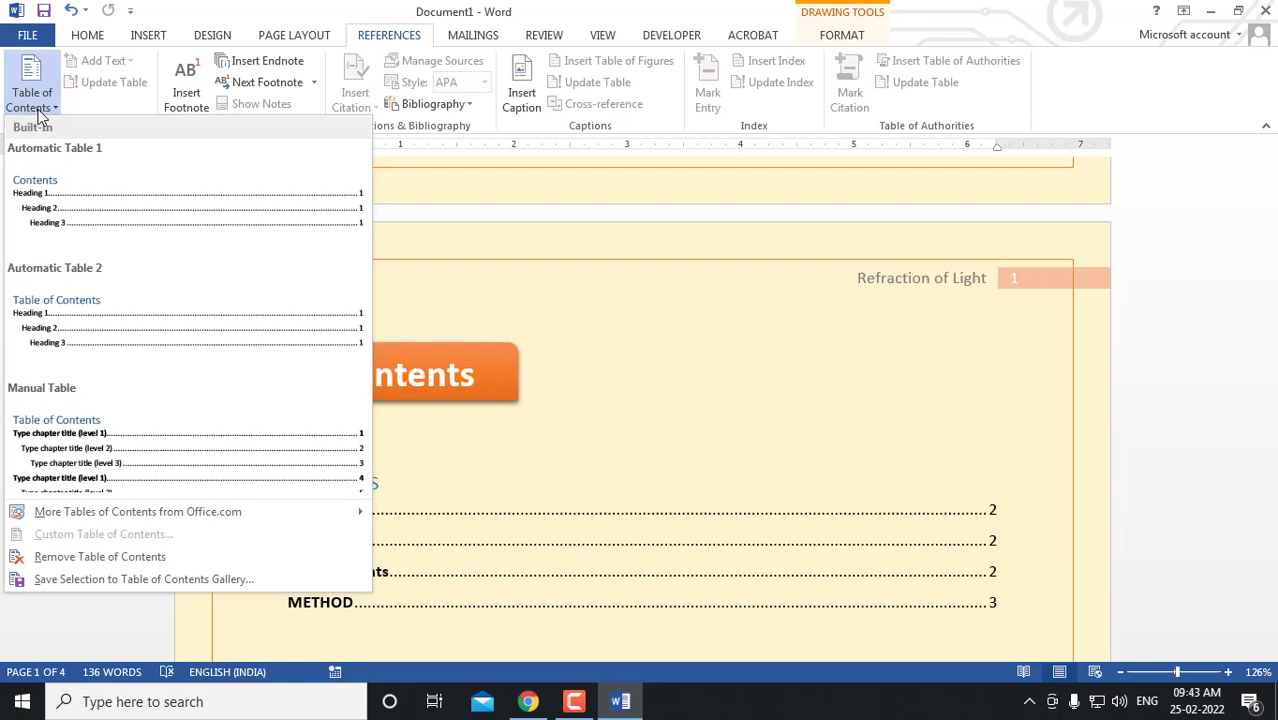 Document1 - Word
DRAWING TOOLS
?
FILE
HOME
INSERT
DESIGN
PAGE LAYOUT
REFERENCES
MAILINGS
REVIEW
VIEW
DEVELOPER
ACROBAT
FORMAT
Microsoft account
Table of
Contents
Add Text
Update Table
AB1
Insert
Footnote
Insert Endnote
AB1 Next Footnote
Show Notes
Insert
Citation
Manage Sources
Style: APA
Bibliography
ons & Bibliography
Insert
Caption
Insert Table of Figures
Update Table
Cross-reference
Captions
Mark
Entry
Insert Index
Update Index
Index
Mark
Citation
Insert Table of Authorities
Update Table
Table of Authorities
Built-In
Automatic Table 1
Contents
Heading 1 1
Heading 2 1
Heading 3 1
Automatic Table 2
Table of Contents
Heading 1 1
Heading 2 1
Heading 3 1
Manual Table
Table of Contents
Type chapter title (level 1) 1
Type chapter title (level 2) 2
Type chapter title (level 3) 3
Type chapter title (level 1) 4
More Tables of Contents from Office.com
Custom Table of Contents...
Remove Table of Contents
Save Selection to Table of Contents Gallery...
1 2 3 4 5 6 7
Refraction of Light 1
ntents
s
2
2
nts 2
METHOD 3
PAGE 1 OF 4
136 WORDS
ENGLISH (INDIA)
126%
Type here to search
ENG
09:43 AM
25-02-2022
6